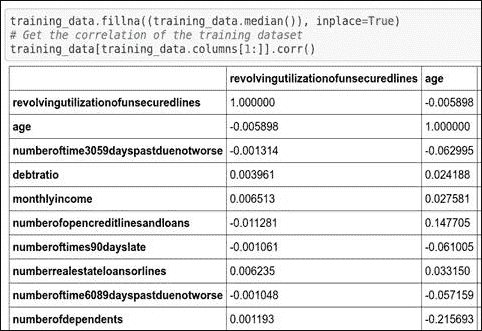 training_data.fillna((training_data.median()), inplace=True)
# Get the correlation of the training dataset
training_data[training_data.columns[1:]].corr()
revolvingutilizationofunsecuredlines age
revolvingutilizationofunsecuredlines 1.000000 -0.005898
age -0.005898 1.000000
numberoftime3059dayspastduenotworse -0.001314 -0.062995
debtratio 0.003961 0.024188
monthlyincome 0.006513 0.027581
numberofopencreditlinesandloans -0.011281 0.147705
numberoftimes90dayslate -0.001061 -0.061005
numberrealestateloansorlines 0.006235 0.033150
numberoftime6089dayspastduenotworse -0.001048 -0.057159
numberofdependents 0.001193 -0.215693